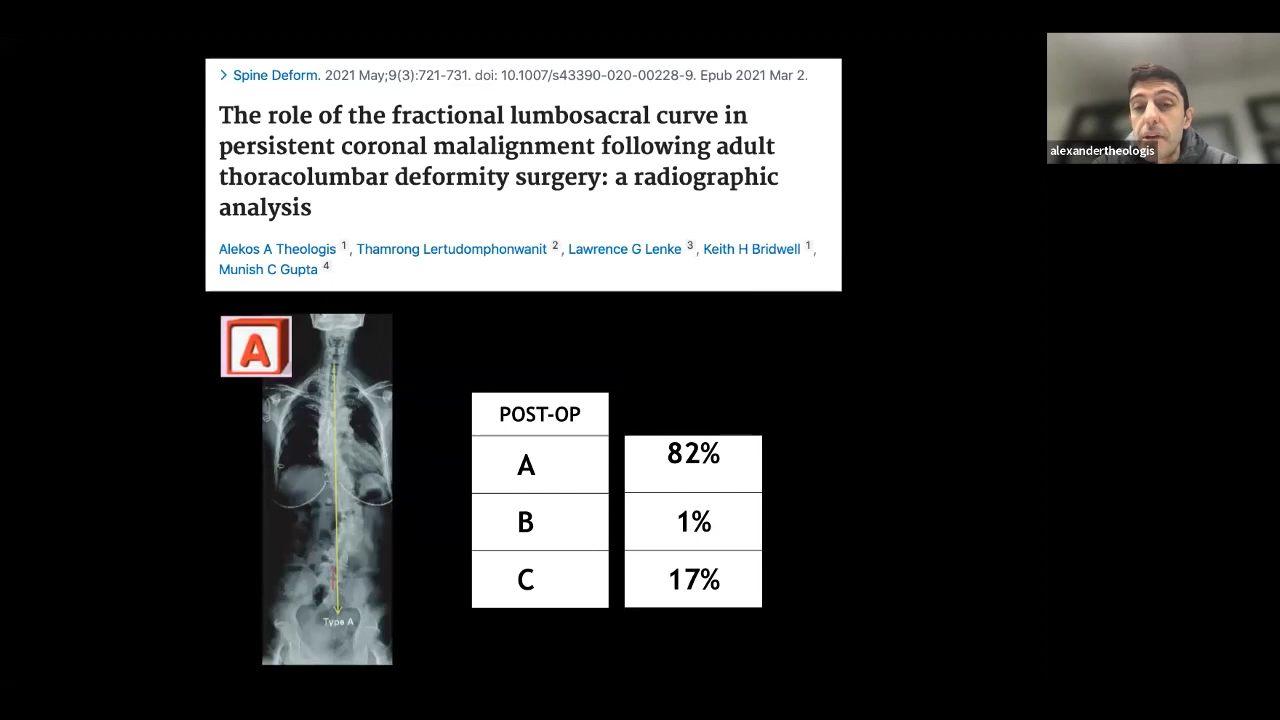 > Spine Deform. 2021 May;9(3):721-731. doi: 10.1007/s43390-020-00228-9. Epub 2021 Mar 2.
The role of the fractional lumbosacral curve in
persistent coronal malalignment following adult
thoracolumbar deformity surgery: a radiographic
analysis
Alekos A Theologis 1, Thamrong Lertudomphonwanit 2, Lawrence G Lenke 3, Keith H Bridwell 1,
Munish C Gupta 4
alexandertheologis
A
Type A
POST-OP
A 82%
B 1%
C 17%